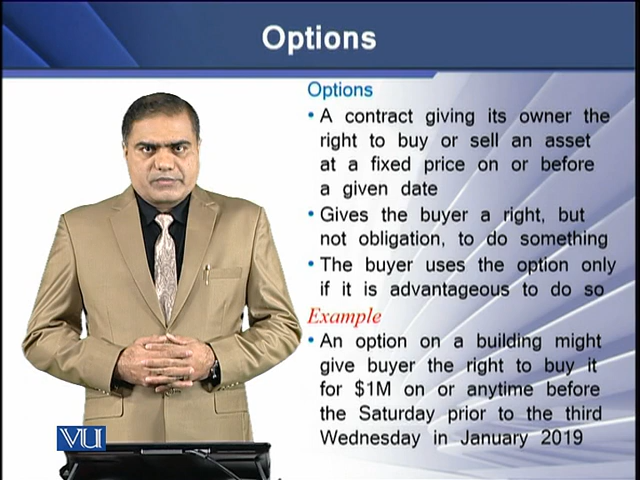 Options
Options
• A contract giving its owner the
right to buy or sell an asset
at a fixed price on or before
a given date
• Gives the buyer a right, but
not obligation, to do something
• The buyer uses the option only
if it is advantageous to do so
Example
• An option on a building might
give buyer the right to buy it
for $1M on or anytime before
the Saturday prior to the third
Wednesday in January 2019
VU